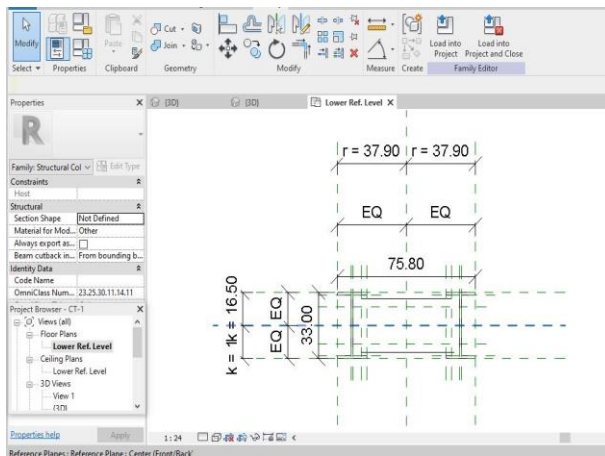 Modify
Paste
Cut
Join
Load into
Project
Load into
Project and Close
Select
Properties
Clipboard
Geometry
Modify
Measure
Create
Family Editor
Properties X
{3D}
{3D}
Lower Ref. Level X
R
Family: Structural Col
Edit Type
Constraints
Host
Structural
Section Shape Not Defined
Material for Mod... Other
Always export as...
Beam cutback in... From bounding b...
Identity Data
Code Name
OmniClass Num... 23.25.30.11.14.11
Project Browser - CT-1 X
Views (all)
Floor Plans
Lower Ref. Level
Ceiling Plans
Lower Ref. Level
3D Views
View 1
{3D}
Properties help
Apply
r = 37.90 r = 37.90
EQ EQ
75.80
k = 1k = 16.50
EQ EQ
33.00
1 : 24
Reference Planes : Reference Plane : Center (Front/Back)